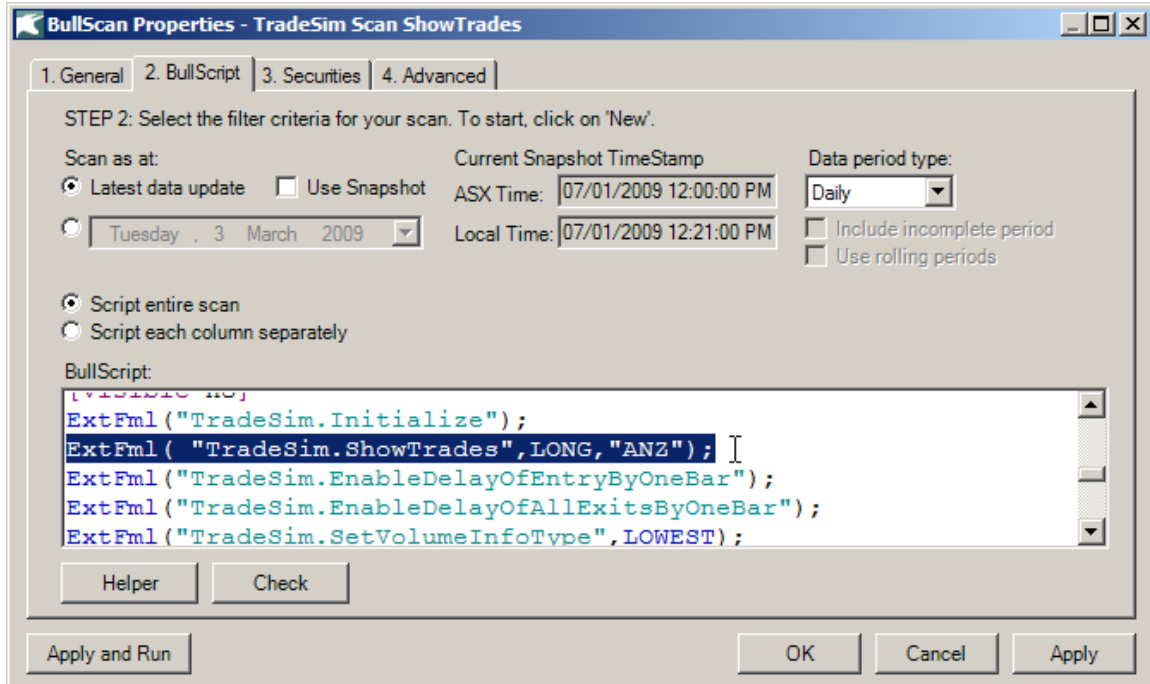 BullScan Properties - TradeSim Scan ShowTrades
1. General 2. BullScript 3. Securities 4. Advanced
STEP 2: Select the filter criteria for your scan. To start, click on 'New'.
Scan as at: Current Snapshot TimeStamp Data period type:
Latest data update Use Snapshot ASX Time: 07/01/2009 12:00:00 PM Daily
Tuesday , 3 March 2009 Local Time: 07/01/2009 12:21:00 PM Include incomplete period
Use rolling periods
Script entire scan
Script each column separately
BullScript:
ExtFml("TradeSim.Initialize");
ExtFml( "TradeSim.ShowTrades",LONG,"ANZ");
ExtFml("TradeSim.EnableDelayOfEntryByOneBar");
ExtFml("TradeSim.EnableDelayOfAllExitsByOneBar");
ExtFml("TradeSim.SetVolumeInfoType",LOWEST);
Helper Check
Apply and Run OK Cancel Apply